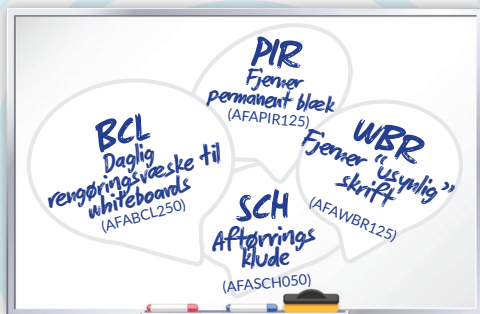 PIR
Fjerner
permanent blæk
(AFAPIR125)
BCL
Daglig
rengøringsvæske til
whiteboards
(AFABCL250)
WBR
Fjerner "usynlig"
skrift
(AFAWBR125)
SCH
Aftørrings
klude
(AFASCH050)